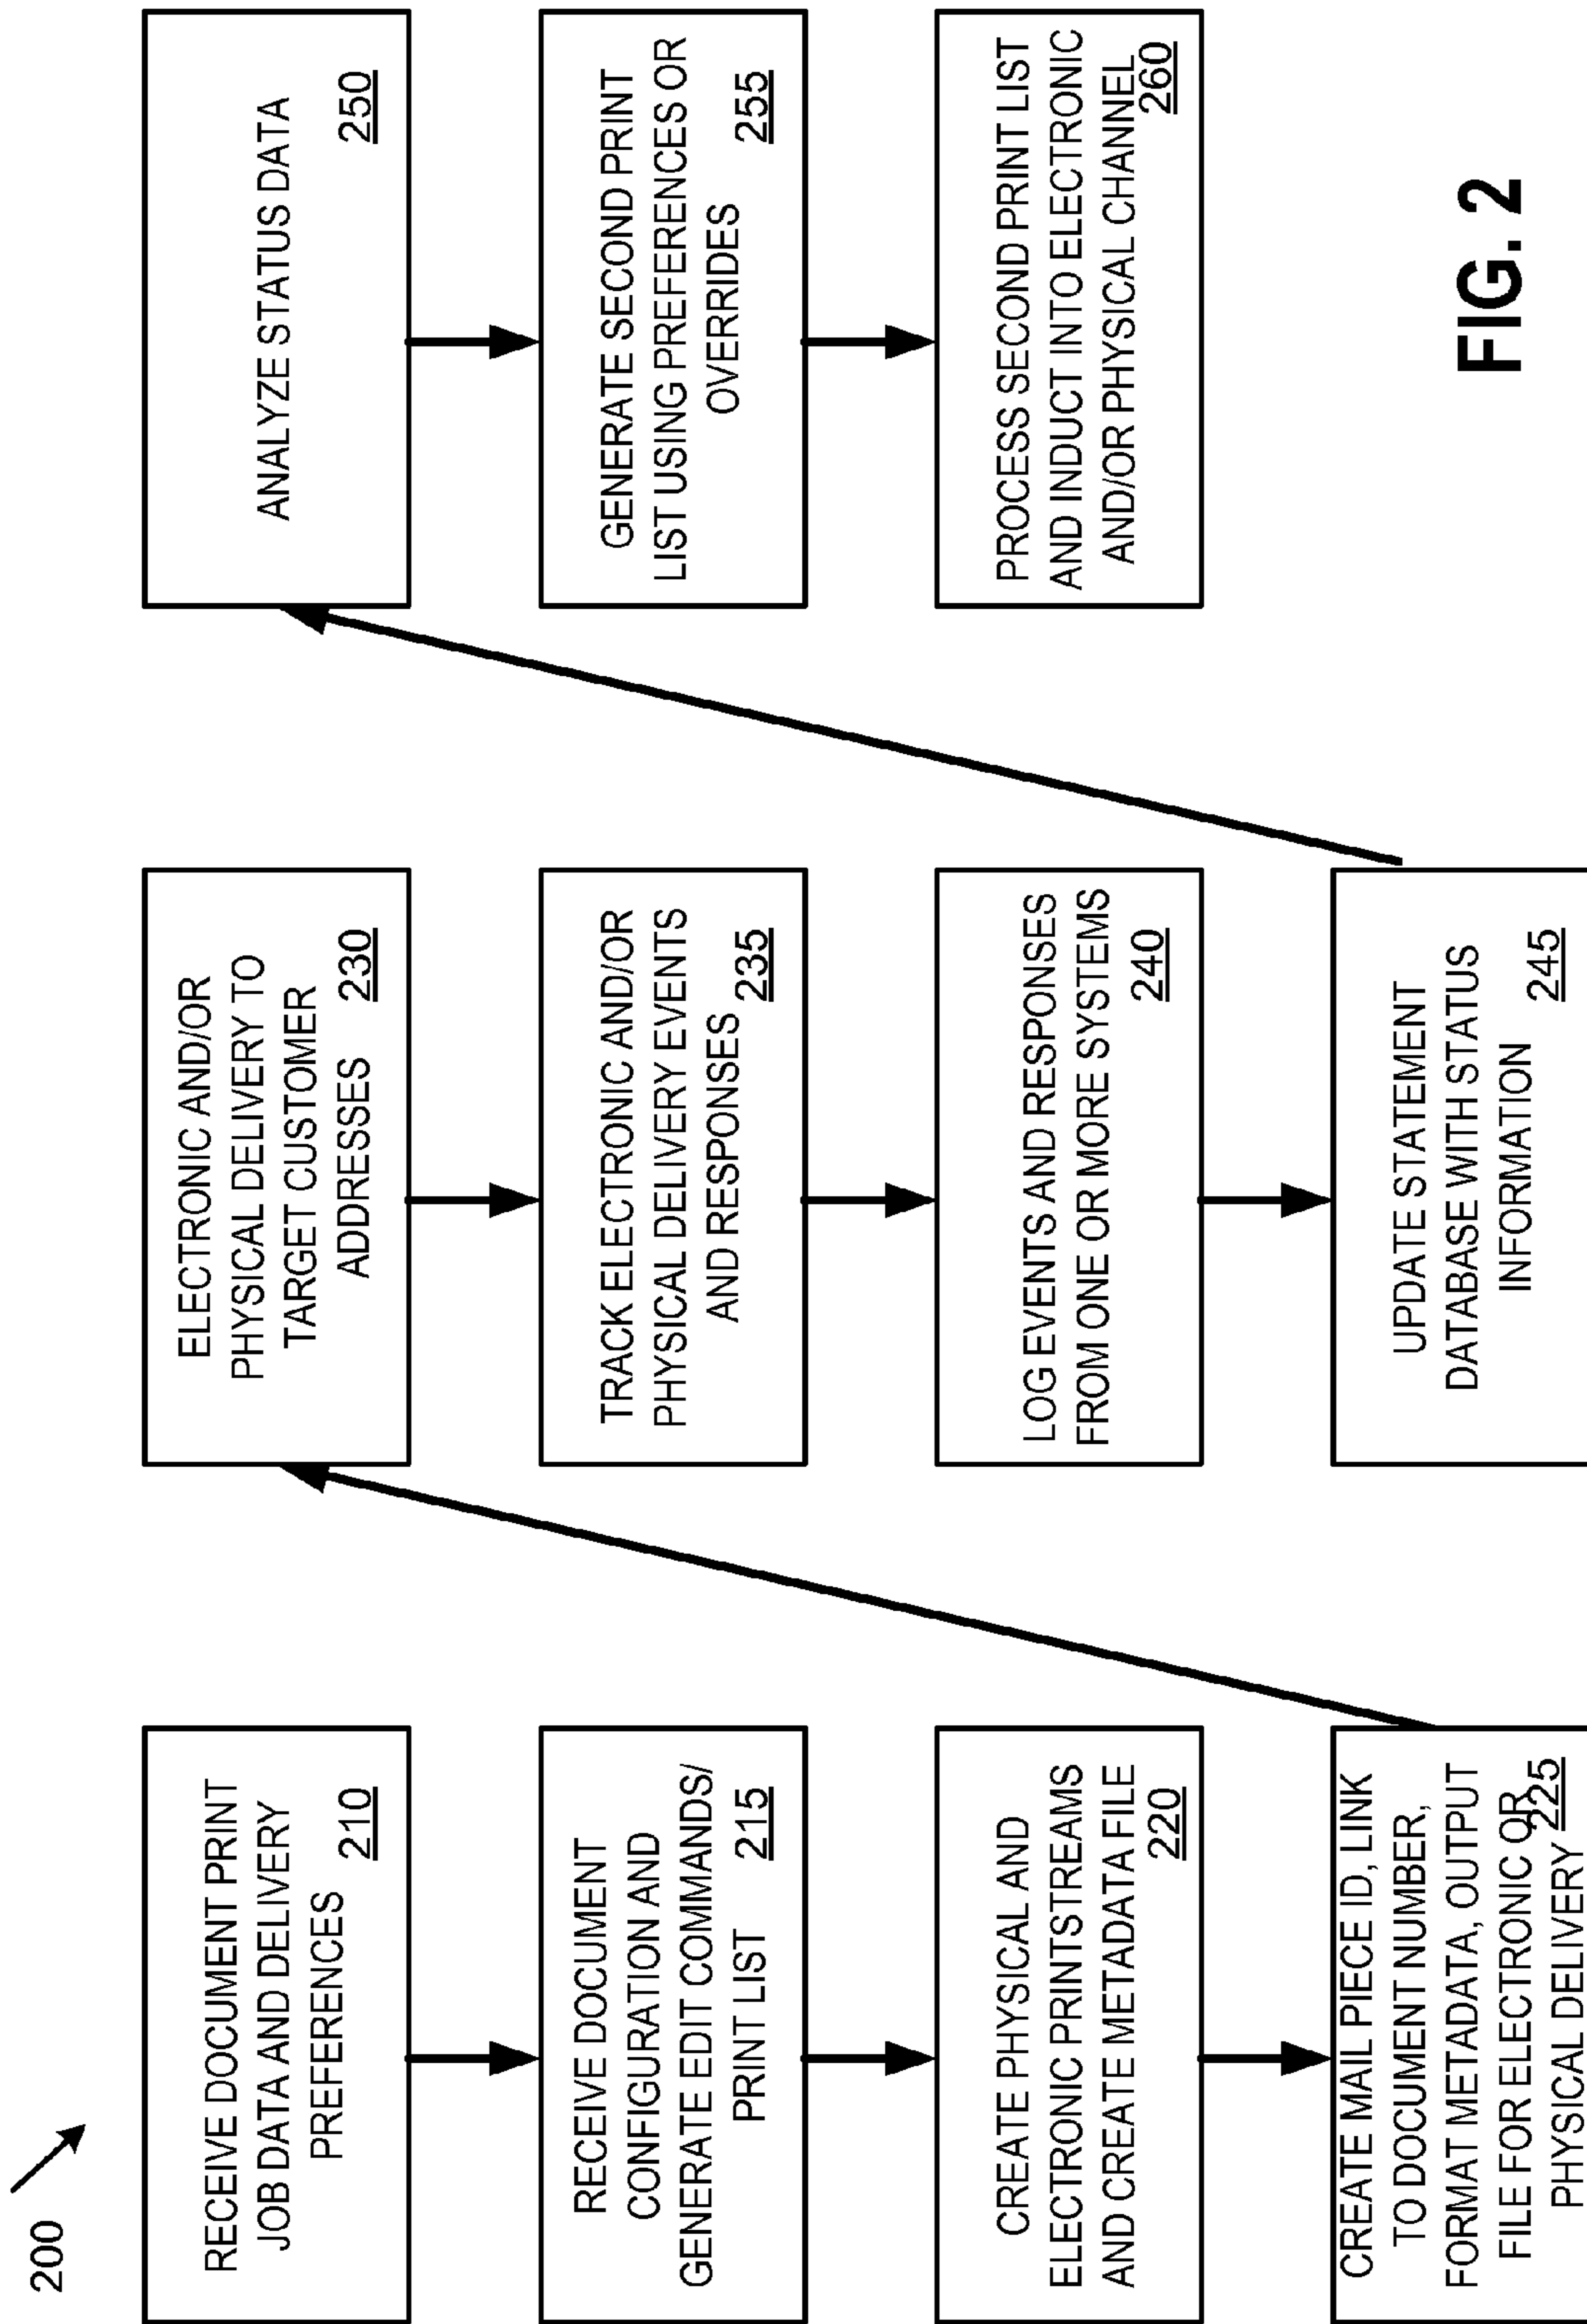 200
RECEIVE DOCUMENT PRINT
JOB DATA AND DELIVERY
PREFERENCES
210
RECEIVE DOCUMENT
CONFIGURATION AND
GENERATE EDIT COMMANDS/
PRINT LIST
215
CREATE PHYSICAL AND
ELECTRONIC PRINTSTREAMS
AND CREATE METADATA FILE
220
CREATE MAIL PIECE ID, LINK
TO DOCUMENT NUMBER,
FORMAT METADATA, OUTPUT
FILE FOR ELECTRONIC OR
PHYSICAL DELIVERY
225
ELECTRONIC AND/OR
PHYSICAL DELIVERY TO
TARGET CUSTOMER
ADDRESSES
230
TRACK ELECTRONIC AND/OR
PHYSICAL DELIVERY EVENTS
AND RESPONSES
235
LOG EVENTS AND RESPONSES
FROM ONE OR MORE SYSTEMS
240
UPDATE STATEMENT
DATABASE WITH STATUS
INFORMATION
245
ANALYZE STATUS DATA
250
GENERATE SECOND PRINT
LIST USING PREFERENCES OR
OVERRIDES
255
PROCESS SECOND PRINT LIST
AND INDUCT INTO ELECTRONIC
AND/OR PHYSICAL CHANNEL
260
FIG. 2